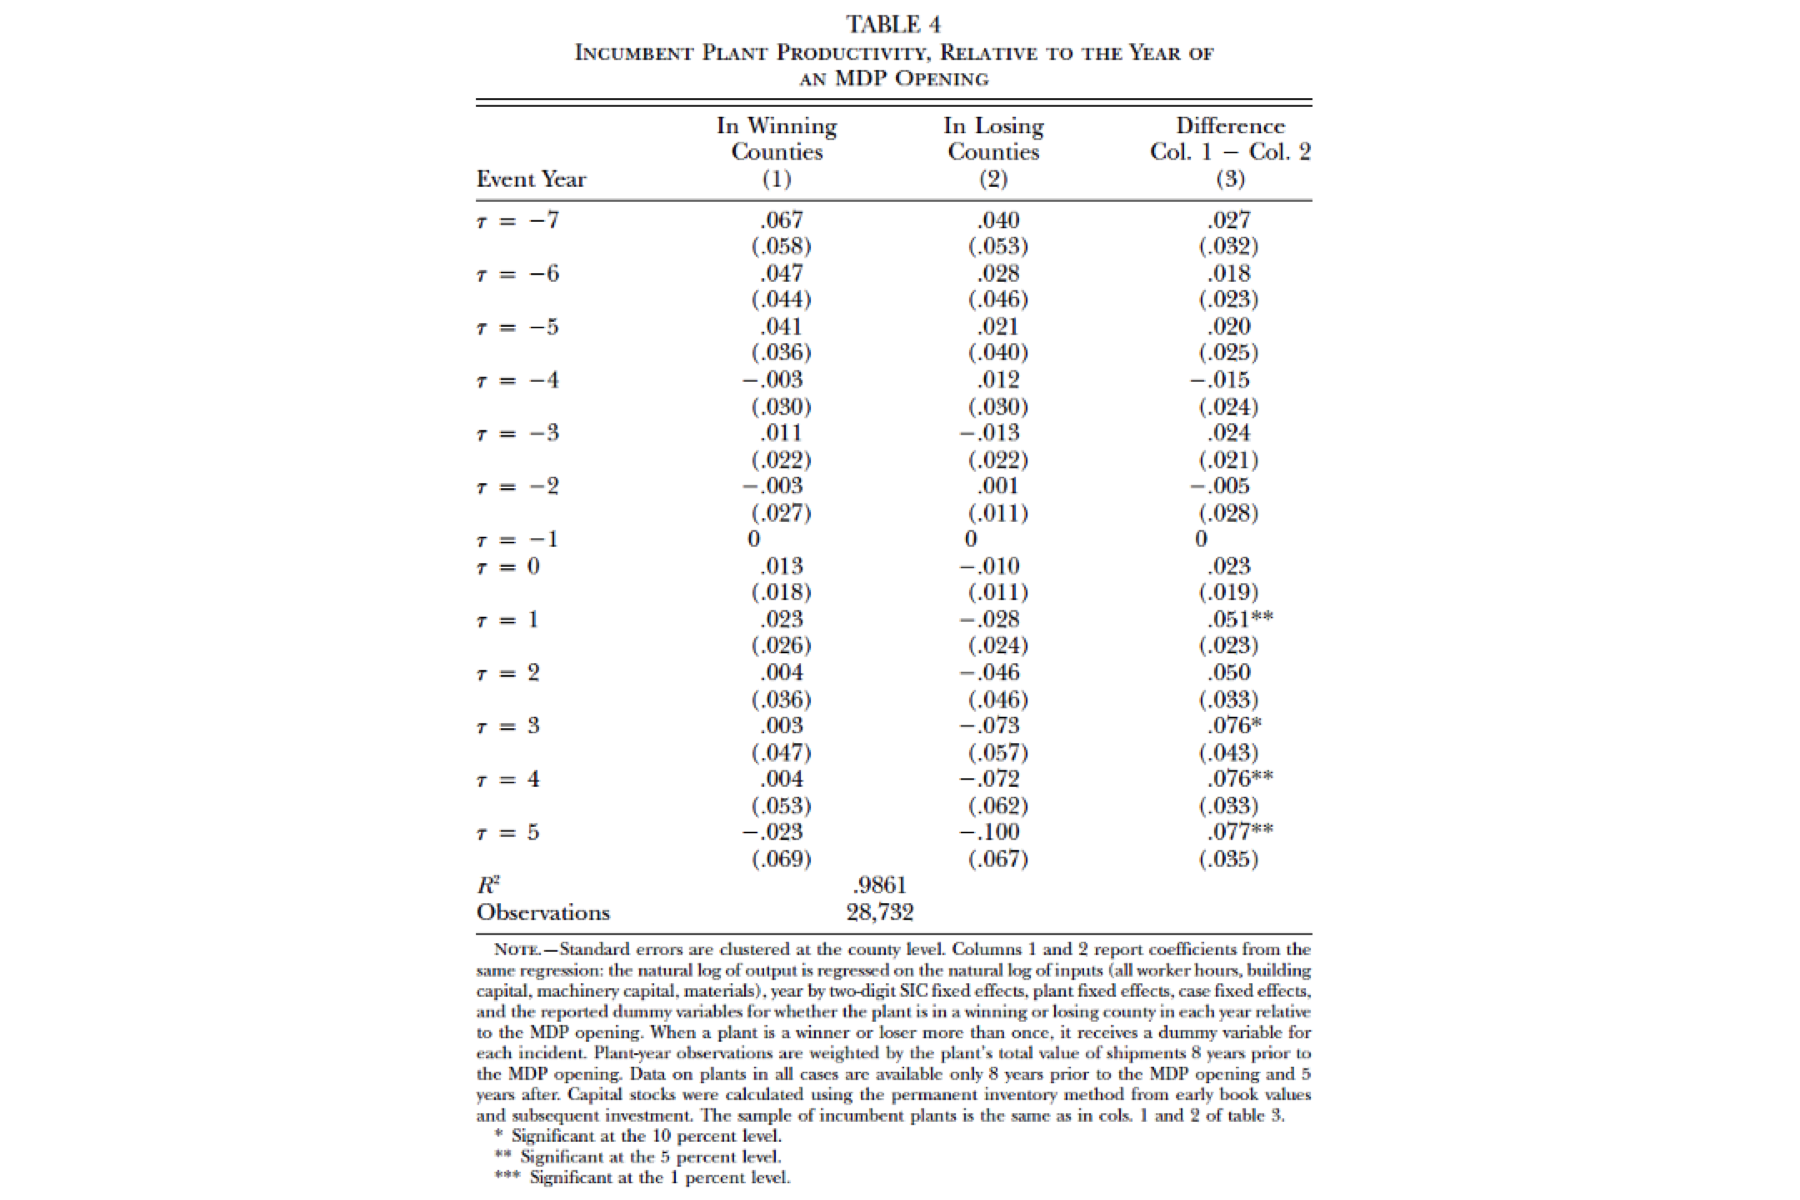 TABLE 4
INCUMBENT PLANT PRODUCTIVITY, RELATIVE TO THE YEAR OF
AN MDP OPENING
In Winning Counties In Losing Counties Difference Col. 1 − Col. 2
Event Year (1) (2) (3)
τ = −7 .067 .040 .027
(.058) (.053) (.032)
τ = −6 .047 .028 .018
(.044) (.046) (.023)
τ = −5 .041 .021 .020
(.036) (.040) (.025)
τ = −4 −.003 .012 −.015
(.030) (.030) (.024)
τ = −3 .011 −.013 .024
(.022) (.022) (.021)
τ = −2 −.003 .001 −.005
(.027) (.011) (.028)
τ = −1 0 0 0
τ = 0 .013 −.010 .023
(.018) (.011) (.019)
τ = 1 .023 −.028 .051**
(.026) (.024) (.023)
τ = 2 .004 −.046 .050
(.036) (.046) (.033)
τ = 3 .003 −.073 .076*
(.047) (.057) (.043)
τ = 4 .004 −.072 .076**
(.053) (.062) (.033)
τ = 5 −.023 −.100 .077**
(.069) (.067) (.035)
R² .9861
Observations 28,732
NOTE.—Standard errors are clustered at the county level. Columns 1 and 2 report coefficients from the
same regression: the natural log of output is regressed on the natural log of inputs (all worker hours, building
capital, machinery capital, materials), year by two-digit SIC fixed effects, plant fixed effects, case fixed effects,
and the reported dummy variables for whether the plant is in a winning or losing county in each year relative
to the MDP opening. When a plant is a winner or loser more than once, it receives a dummy variable for
each incident. Plant-year observations are weighted by the plant's total value of shipments 8 years prior to
the MDP opening. Data on plants in all cases are available only 8 years prior to the MDP opening and 5
years after. Capital stocks were calculated using the permanent inventory method from early book values
and subsequent investment. The sample of incumbent plants is the same as in cols. 1 and 2 of table 3.
* Significant at the 10 percent level.
** Significant at the 5 percent level.
*** Significant at the 1 percent level.